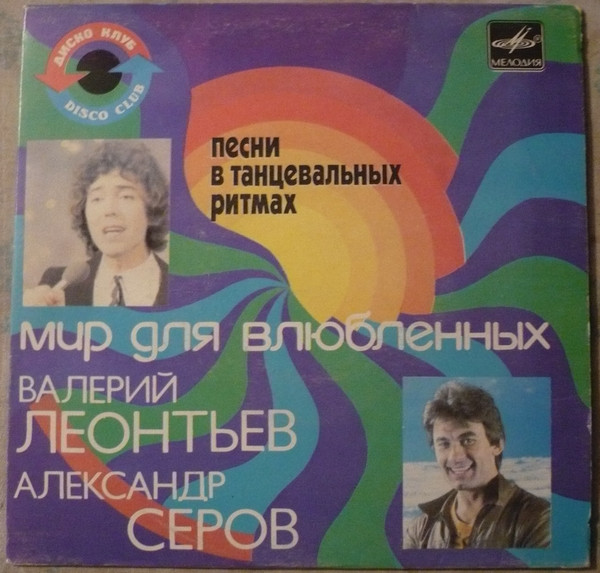 ДИСКО КЛУБ
DISCO CLUB
МЕЛОДИЯ
песни
в танцевальных
ритмах
мир для влюбленных
ВАЛЕРИЙ
ЛЕОНТЬЕВ
АЛЕКСАНДР
СЕРОВ